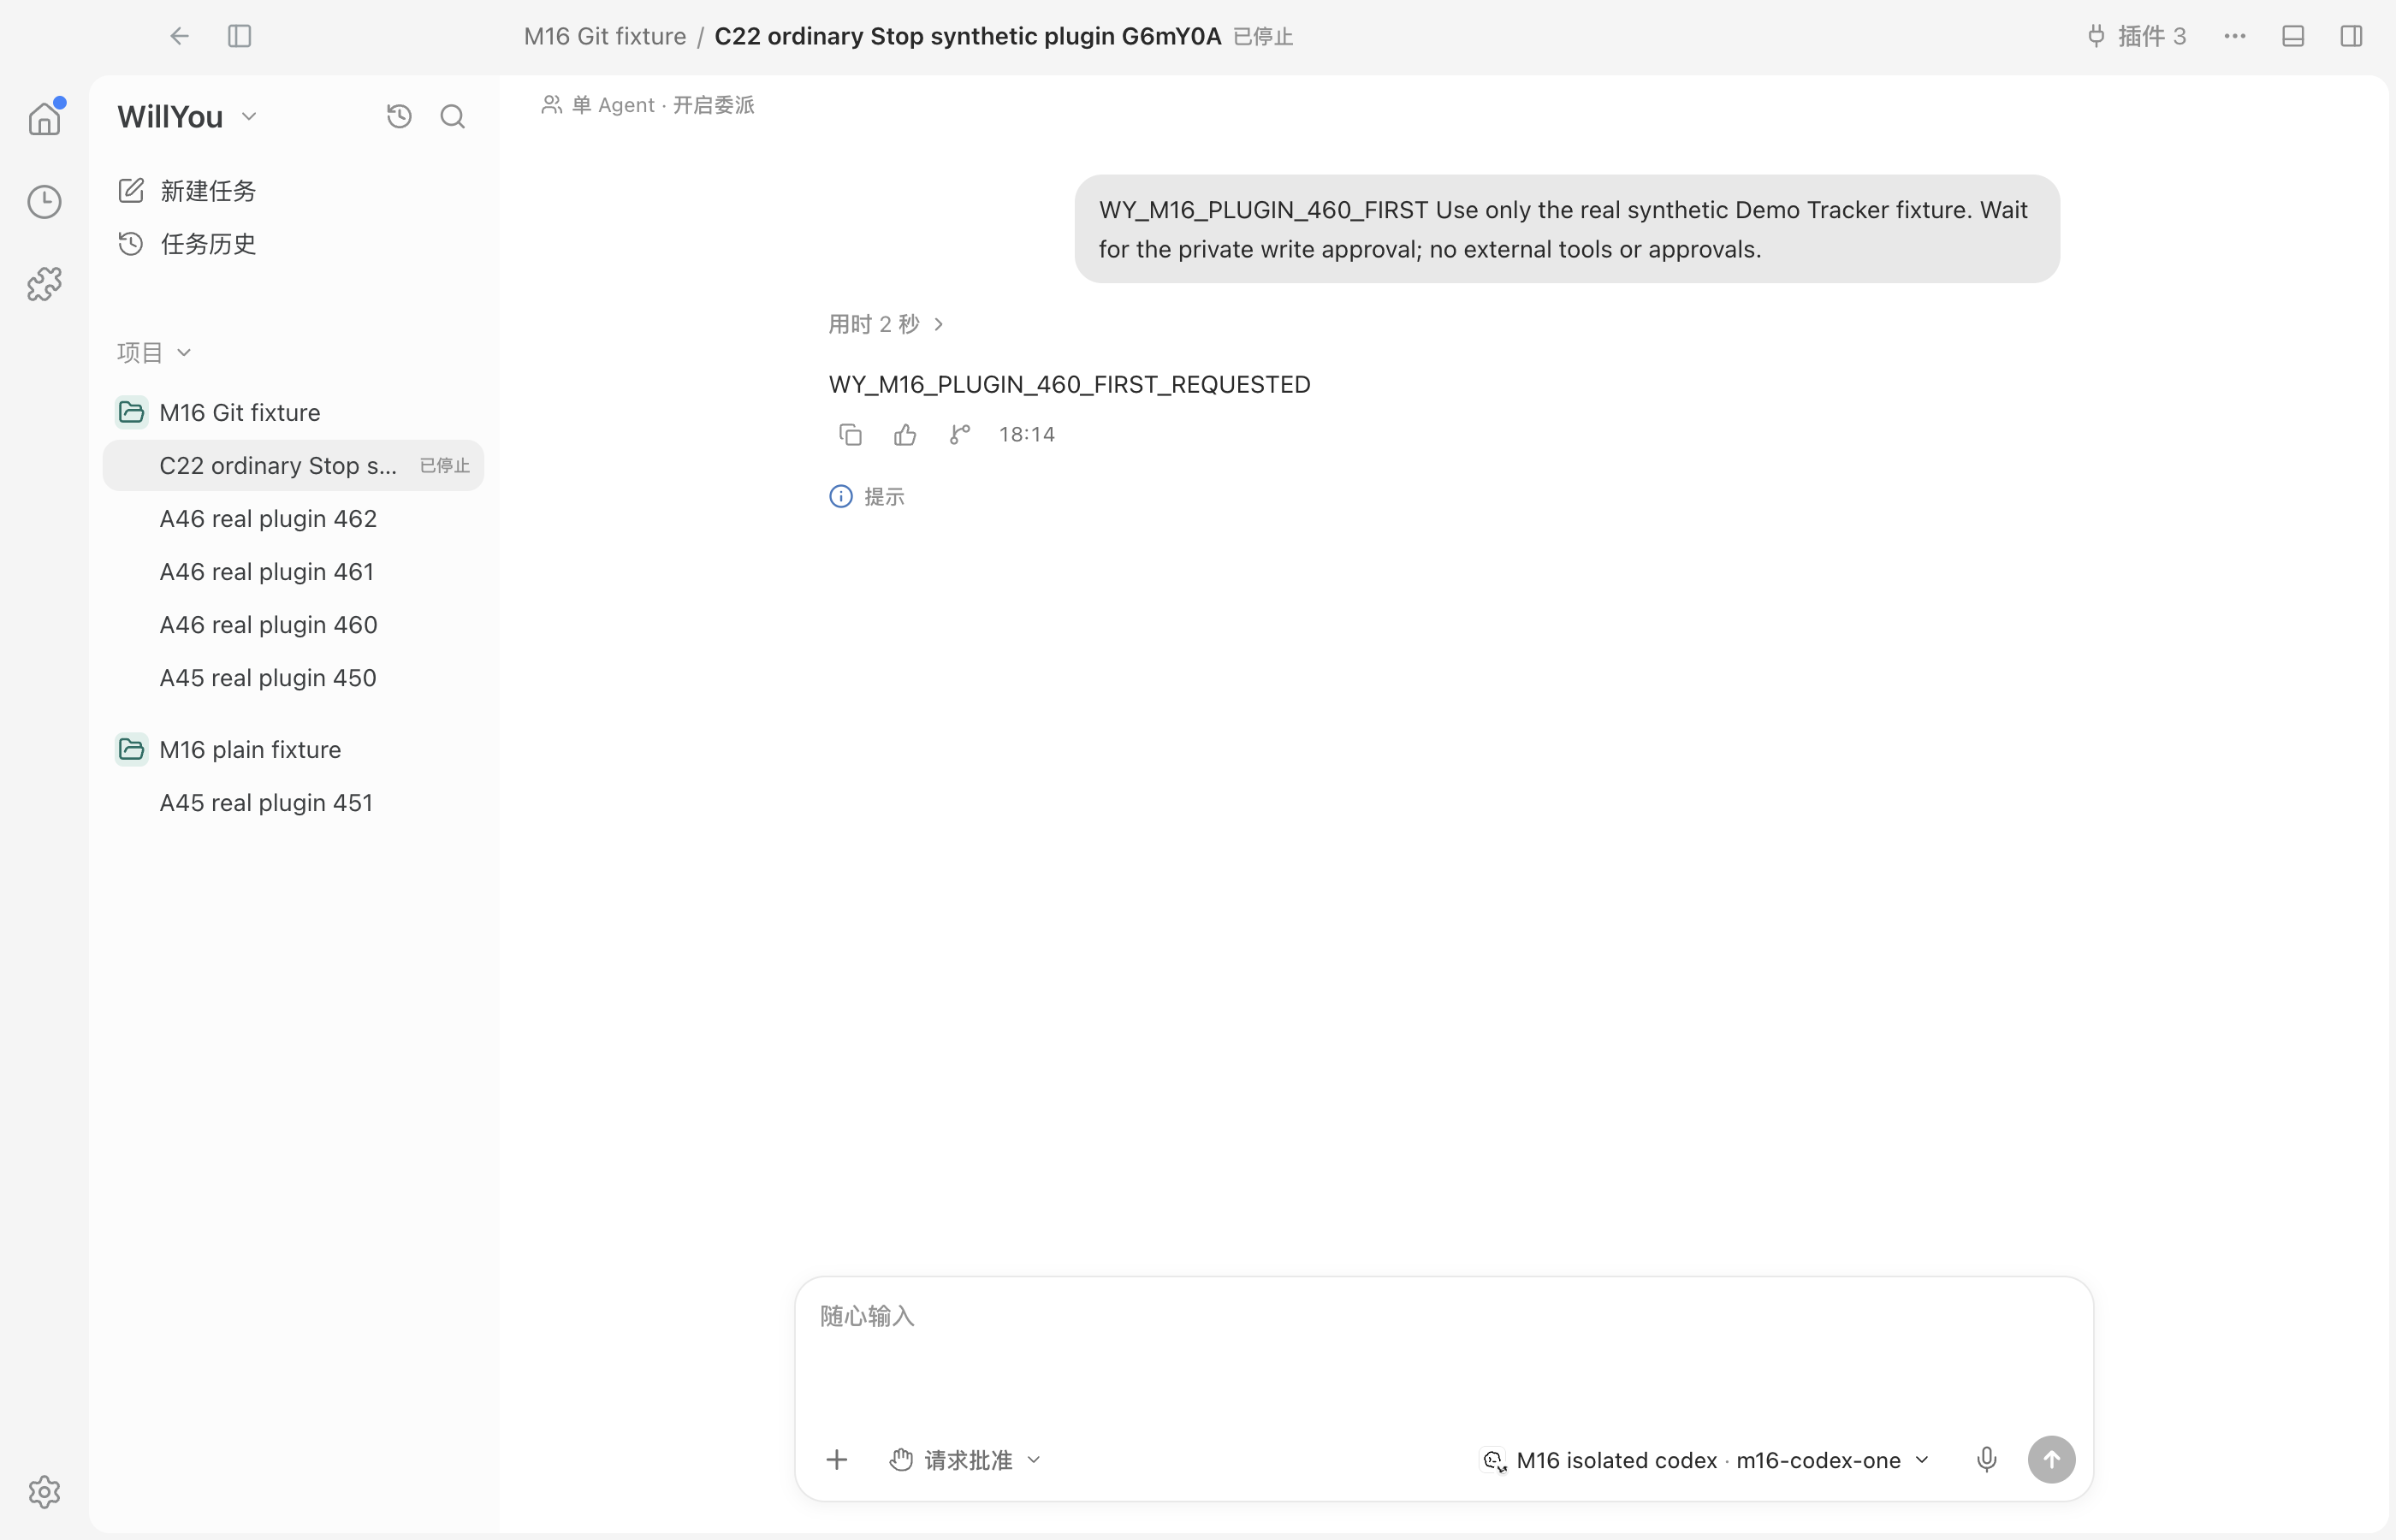 M16 Git fixture / C22 ordinary Stop synthetic plugin G6mY0A 已停止
插件 3
WillYou
新建任务
任务历史
项目
M16 Git fixture
C22 ordinary Stop s... 已停止
A46 real plugin 462
A46 real plugin 461
A46 real plugin 460
A45 real plugin 450
M16 plain fixture
A45 real plugin 451
单 Agent · 开启委派
WY_M16_PLUGIN_460_FIRST Use only the real synthetic Demo Tracker fixture. Wait
for the private write approval; no external tools or approvals.
用时 2 秒
WY_M16_PLUGIN_460_FIRST_REQUESTED
18:14
提示
随心输入
请求批准
M16 isolated codex · m16-codex-one